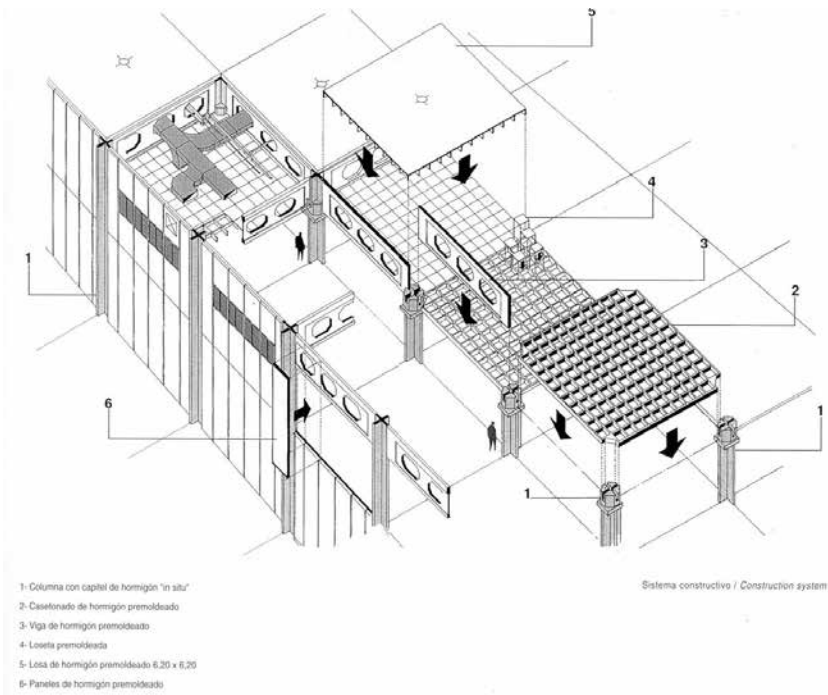 5
4
3
2
1
1
6
1
1- Columna con capitel de hormigón "in situ"
Sistema constructivo / Construction system
2- Casetonado de hormigón premoldeado
3- Viga de hormigón premoldeado
4- Loseta premoldeada
5- Losa de hormigón premoldeado 6,20 x 6,20
6- Paneles de hormigón premoldeado